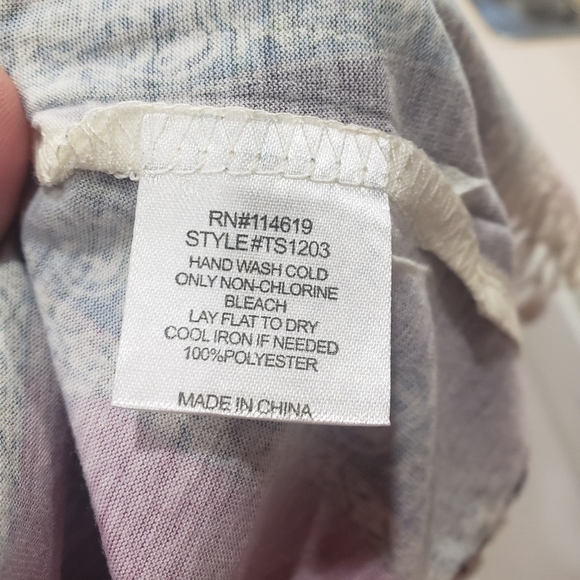 RN#114619
STYLE#TS1203
HAND WASH COLD
ONLY NON-CHLORINE
BLEACH
LAY FLAT TO DRY
COOL IRON IF NEEDED
100%POLYESTER
MADE IN CHINA